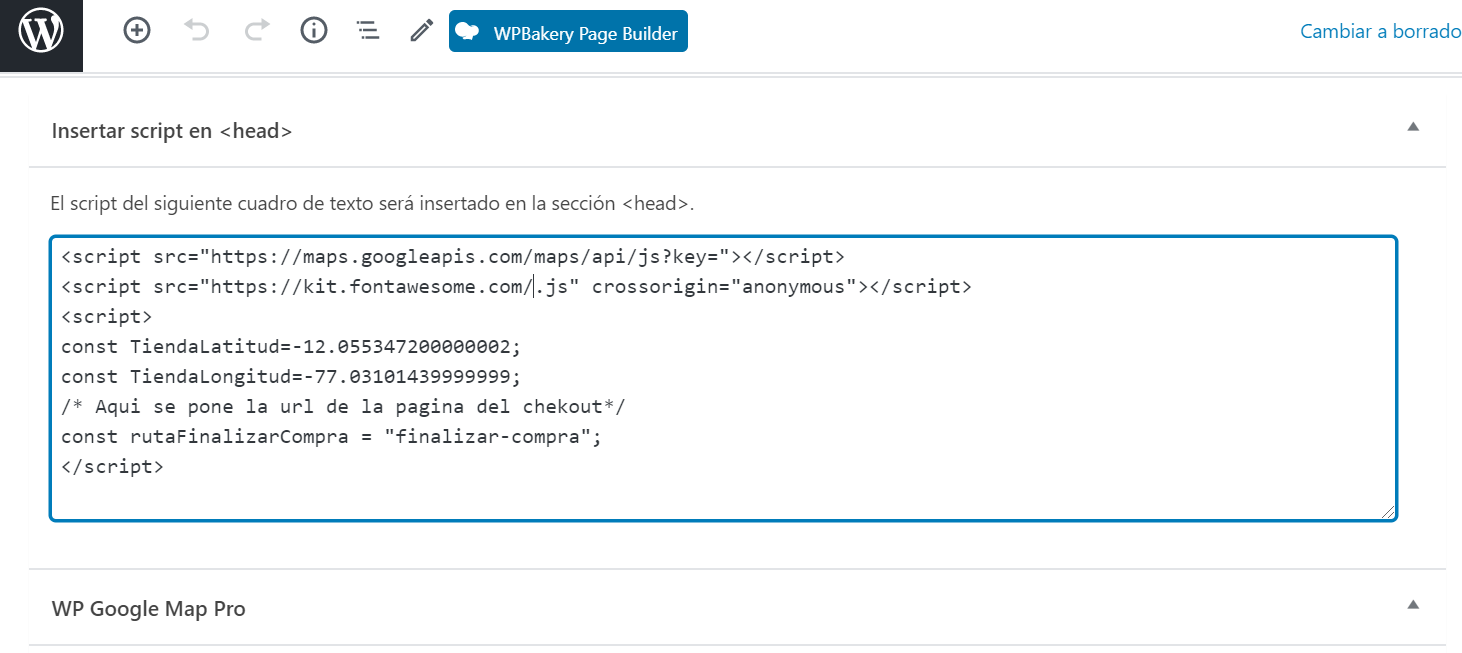 WPBakery Page Builder
Cambiar a borrado
Insertar script en <head>
El script del siguiente cuadro de texto será insertado en la sección <head>.
<script src="https://maps.googleapis.com/maps/api/js?key="></script>
<script src="https://kit.fontawesome.com/.js" crossorigin="anonymous"></script>
<script>
const TiendaLatitud=-12.055347200000002;
const TiendaLongitud=-77.03101439999999;
/* Aqui se pone la url de la pagina del chekout*/
const rutaFinalizarCompra = "finalizar-compra";
</script>
WP Google Map Pro